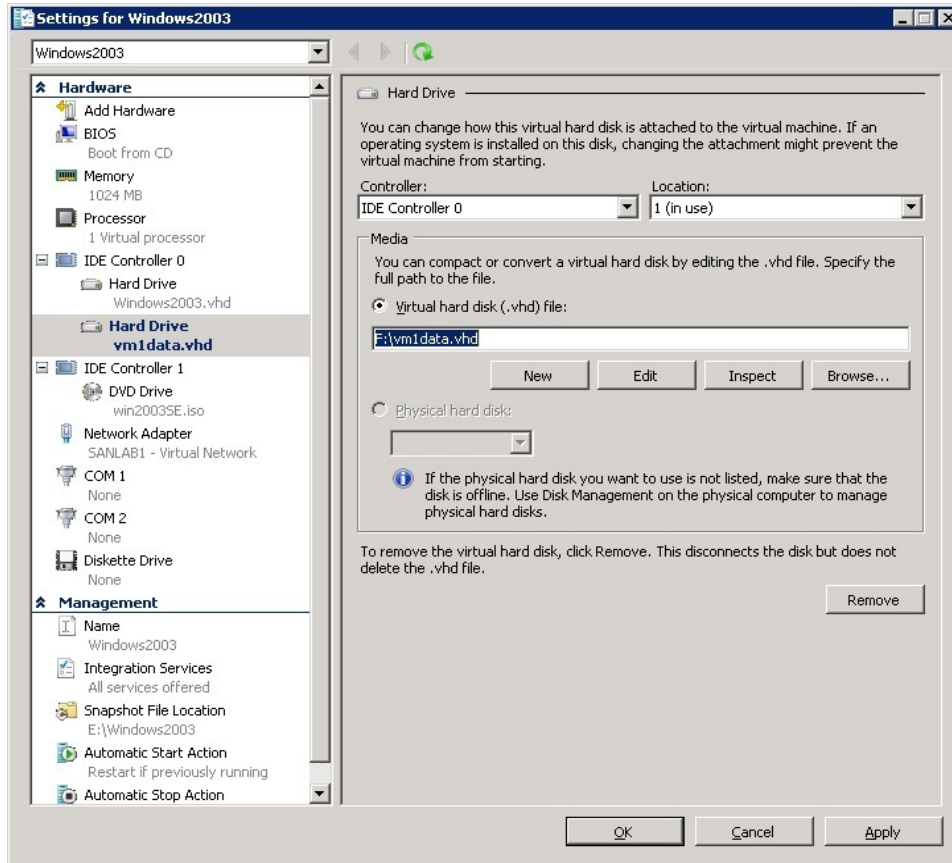 Settings for Windows2003
Windows2003
Hardware
Add Hardware
BIOS
Boot from CD
Memory
1024 MB
Processor
1 Virtual processor
IDE Controller 0
Hard Drive
Windows2003.vhd
Hard Drive
vm1data.vhd
IDE Controller 1
DVD Drive
win2003SE.iso
Network Adapter
SANLAB1 - Virtual Network
COM 1
None
COM 2
None
Diskette Drive
None
Management
Name
Windows2003
Integration Services
All services offered
Snapshot File Location
E:\Windows2003
Automatic Start Action
Restart if previously running
Automatic Stop Action
Hard Drive
You can change how this virtual hard disk is attached to the virtual machine. If an
operating system is installed on this disk, changing the attachment might prevent the
virtual machine from starting.
Controller:
Location:
IDE Controller 0
1 (in use)
Media
You can compact or convert a virtual hard disk by editing the .vhd file. Specify the
full path to the file.
Virtual hard disk (.vhd) file:
F:\vm1data.vhd
New
Edit
Inspect
Browse...
Physical hard disk:
If the physical hard disk you want to use is not listed, make sure that the
disk is offline. Use Disk Management on the physical computer to manage
physical hard disks.
To remove the virtual hard disk, click Remove. This disconnects the disk but does not
delete the .vhd file.
Remove
OK
Cancel
Apply